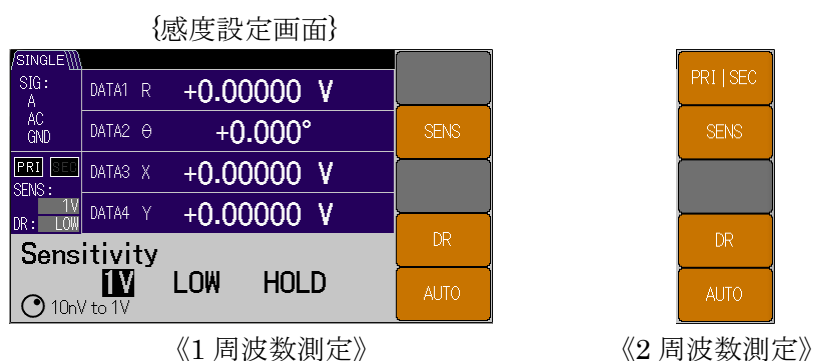 {感度設定画面}
SINGLE
SIG:
A
AC
GND
DATA1 R +0.00000 V
DATA2 θ +0.000°
PRI SEC
SENS:
1V
DR: LOW
DATA3 X +0.00000 V
DATA4 Y +0.00000 V
Sensitivity
1V LOW HOLD
10nV to 1V
SENS
DR
AUTO
《1 周波数測定》
PRI|SEC
SENS
DR
AUTO
《2 周波数測定》